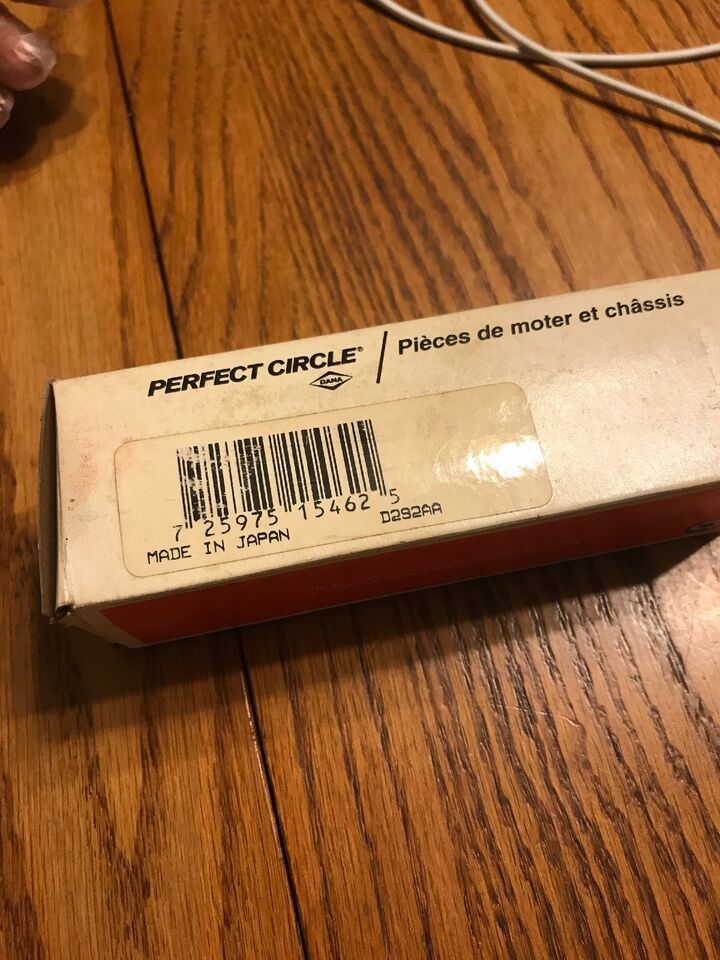 PERFECT CIRCLE®
DANA
Pièces de moter et châssis
7 25975 15462 5
MADE IN JAPAN
D292AA